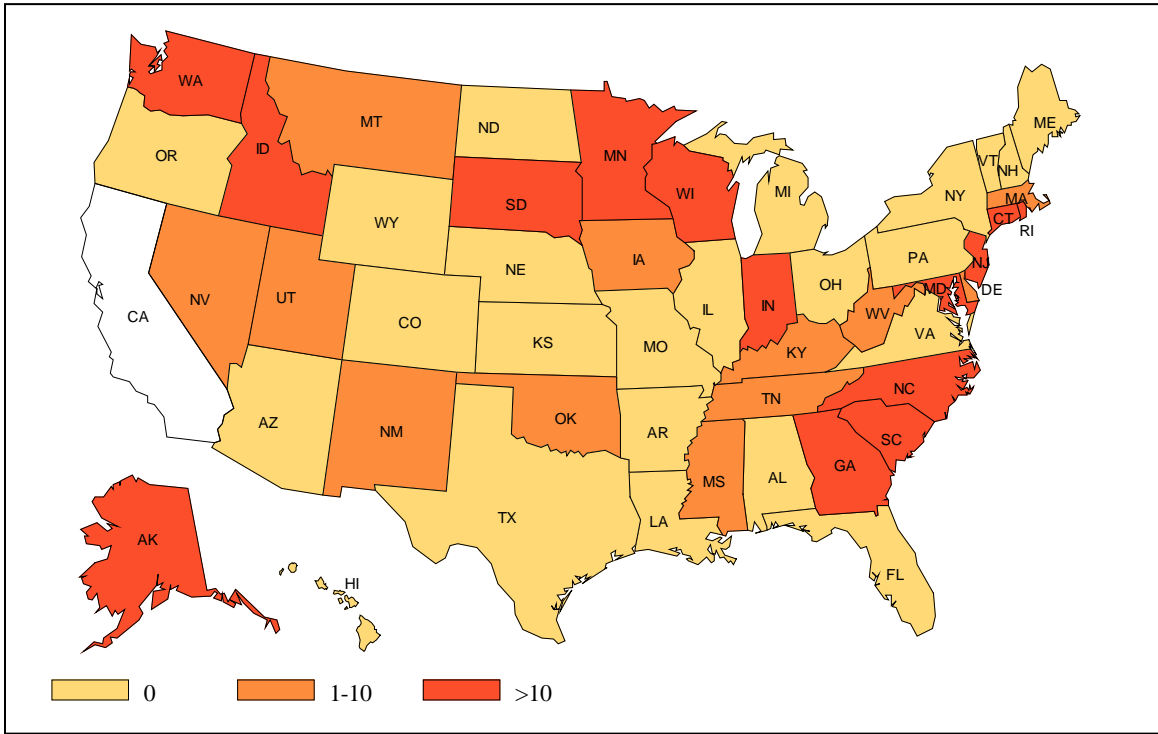 WA
MT
ND
ME
OR
ID
MN
VT
NH
MI
WI
NY
MA
SD
WY
CT
RI
PA
NJ
IA
NE
OH
MD
DE
NV
UT
IL
IN
WV
CA
CO
VA
KS
MO
KY
NC
TN
AZ
NM
OK
AR
SC
GA
MS
AL
TX
LA
AK
FL
HI
0
1-10
>10